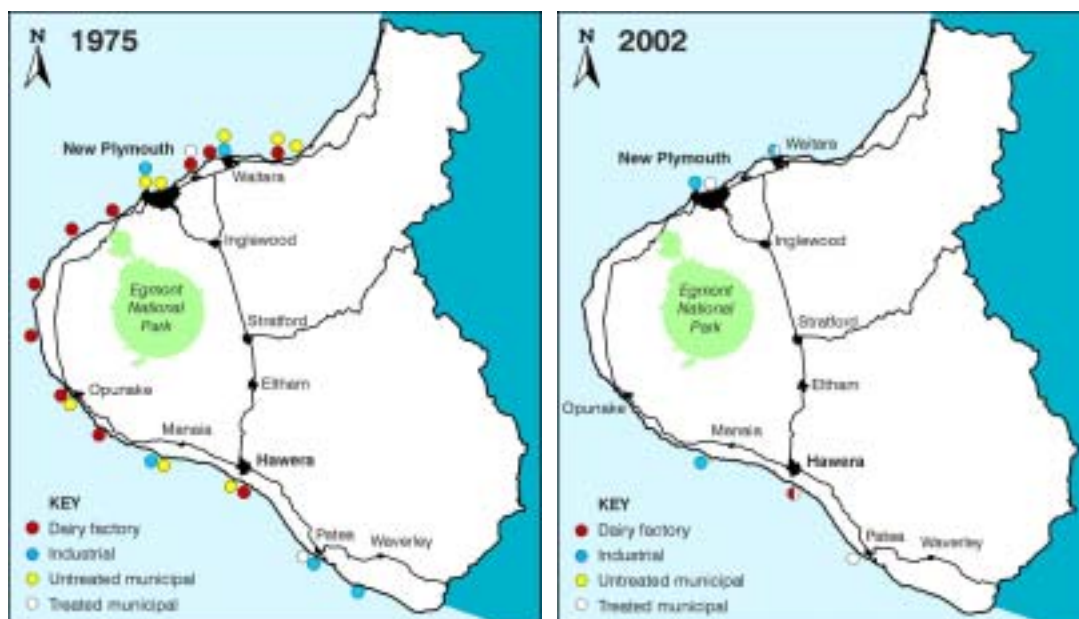 N
1975
New Plymouth
Waitara
Inglewood
Egmont
National
Park
Stratford
Opunake
Eltham
Manaia
Hawera
KEY
Dairy factory
Industrial
Untreated municipal
Treated municipal
Patea
Waverley
N
2002
Waitara
New Plymouth
Inglewood
Egmont
National
Park
Stratford
Eltham
Opunake
Manaia
Hawera
KEY
Dairy factory
Industrial
Untreated municipal
Treated municipal
Patea
Waverley